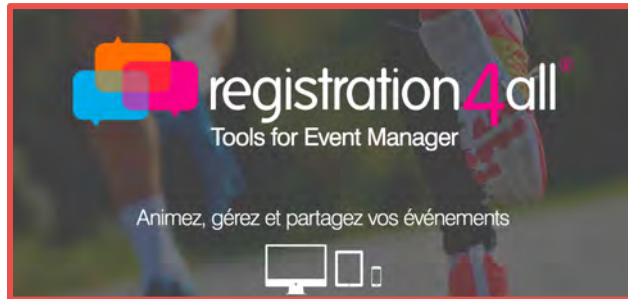 registration4all®
Tools for Event Manager
Animez, gérez et partagez vos événements